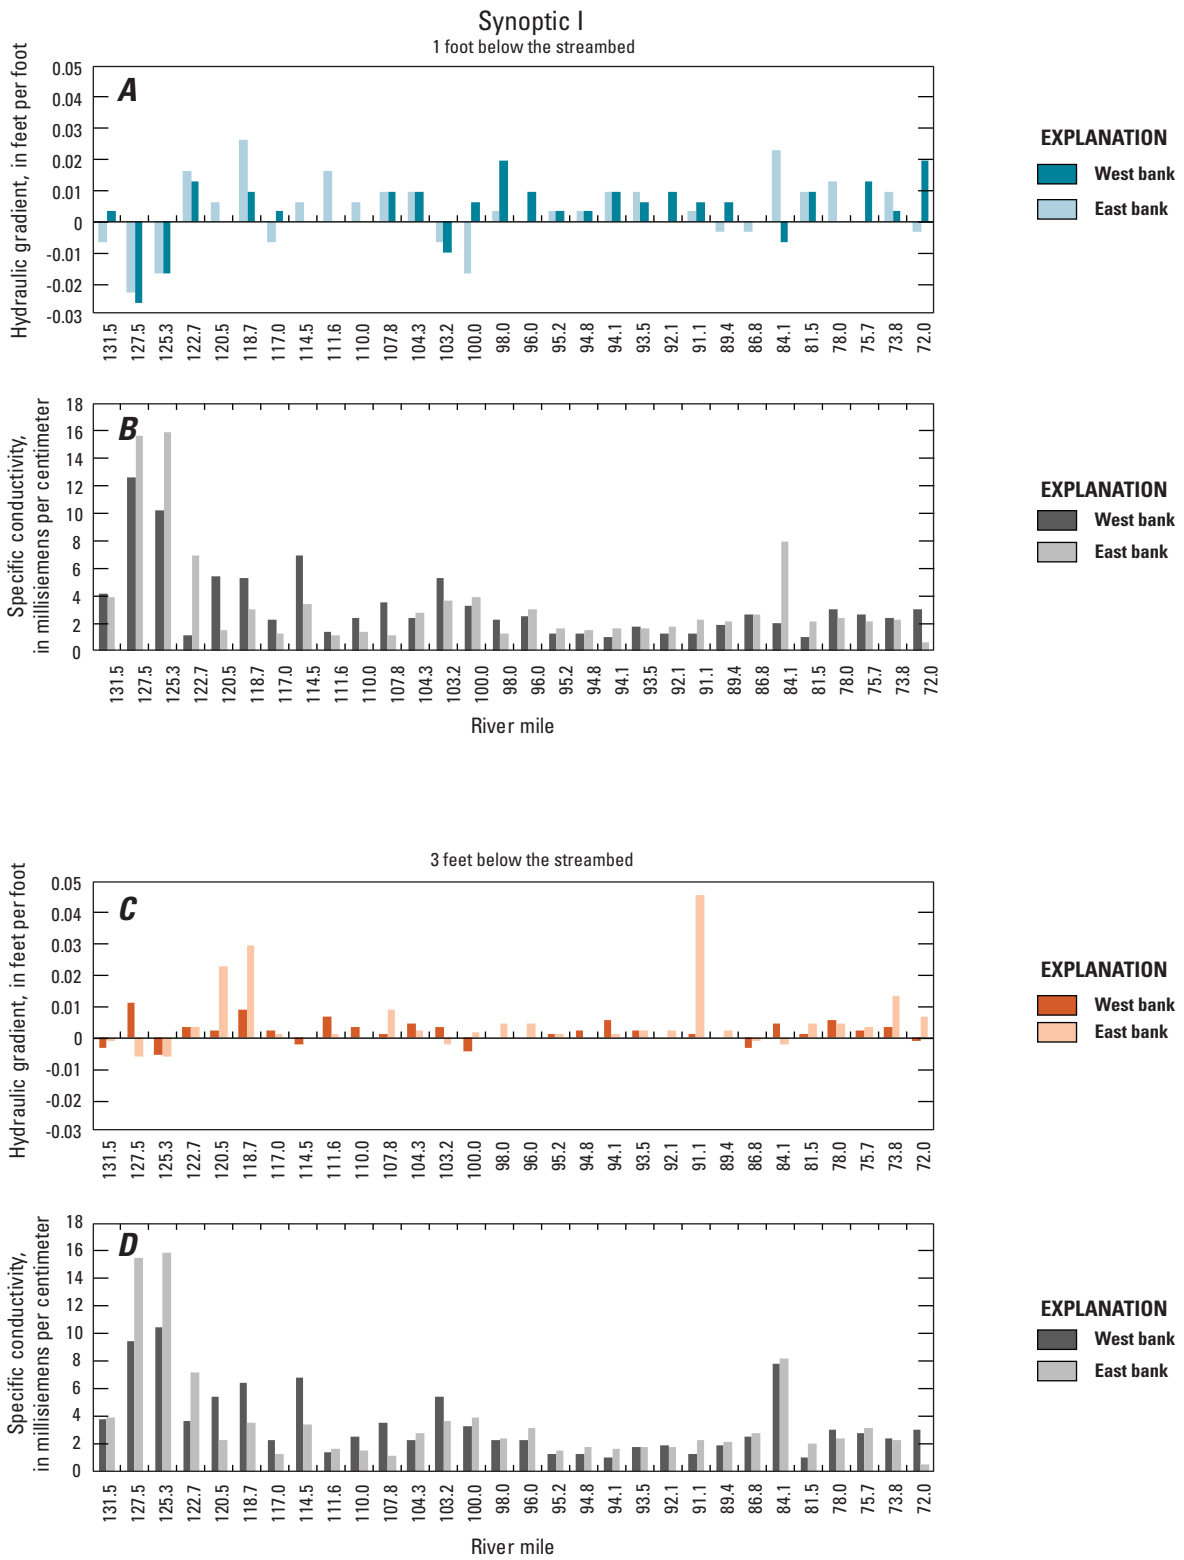 Synoptic I
1 foot below the streambed
A
Hydraulic gradient, in feet per foot
0.05
0.04
0.03
0.02
0.01
0
-0.01
-0.02
-0.03
131.5 127.5 125.3 122.7 120.5 118.7 117.0 114.5 111.6 110.0 107.8 104.3 103.2 100.0 98.0 96.0 95.2 94.8 94.1 93.5 92.1 91.1 89.4 86.8 84.1 81.5 78.0 75.7 73.8 72.0
EXPLANATION
West bank
East bank
B
Specific conductivity,
in millisiemens per centimeter
18
16
14
12
10
8
6
4
2
0
131.5 127.5 125.3 122.7 120.5 118.7 117.0 114.5 111.6 110.0 107.8 104.3 103.2 100.0 98.0 96.0 95.2 94.8 94.1 93.5 92.1 91.1 89.4 86.8 84.1 81.5 78.0 75.7 73.8 72.0
River mile
EXPLANATION
West bank
East bank
3 feet below the streambed
C
Hydraulic gradient, in feet per foot
0.05
0.04
0.03
0.02
0.01
0
-0.01
-0.02
-0.03
131.5 127.5 125.3 122.7 120.5 118.7 117.0 114.5 111.6 110.0 107.8 104.3 103.2 100.0 98.0 96.0 95.2 94.8 94.1 93.5 92.1 91.1 89.4 86.8 84.1 81.5 78.0 75.7 73.8 72.0
EXPLANATION
West bank
East bank
D
Specific conductivity,
in millisiemens per centimeter
18
16
14
12
10
8
6
4
2
0
131.5 127.5 125.3 122.7 120.5 118.7 117.0 114.5 111.6 110.0 107.8 104.3 103.2 100.0 98.0 96.0 95.2 94.8 94.1 93.5 92.1 91.1 89.4 86.8 84.1 81.5 78.0 75.7 73.8 72.0
River mile
EXPLANATION
West bank
East bank